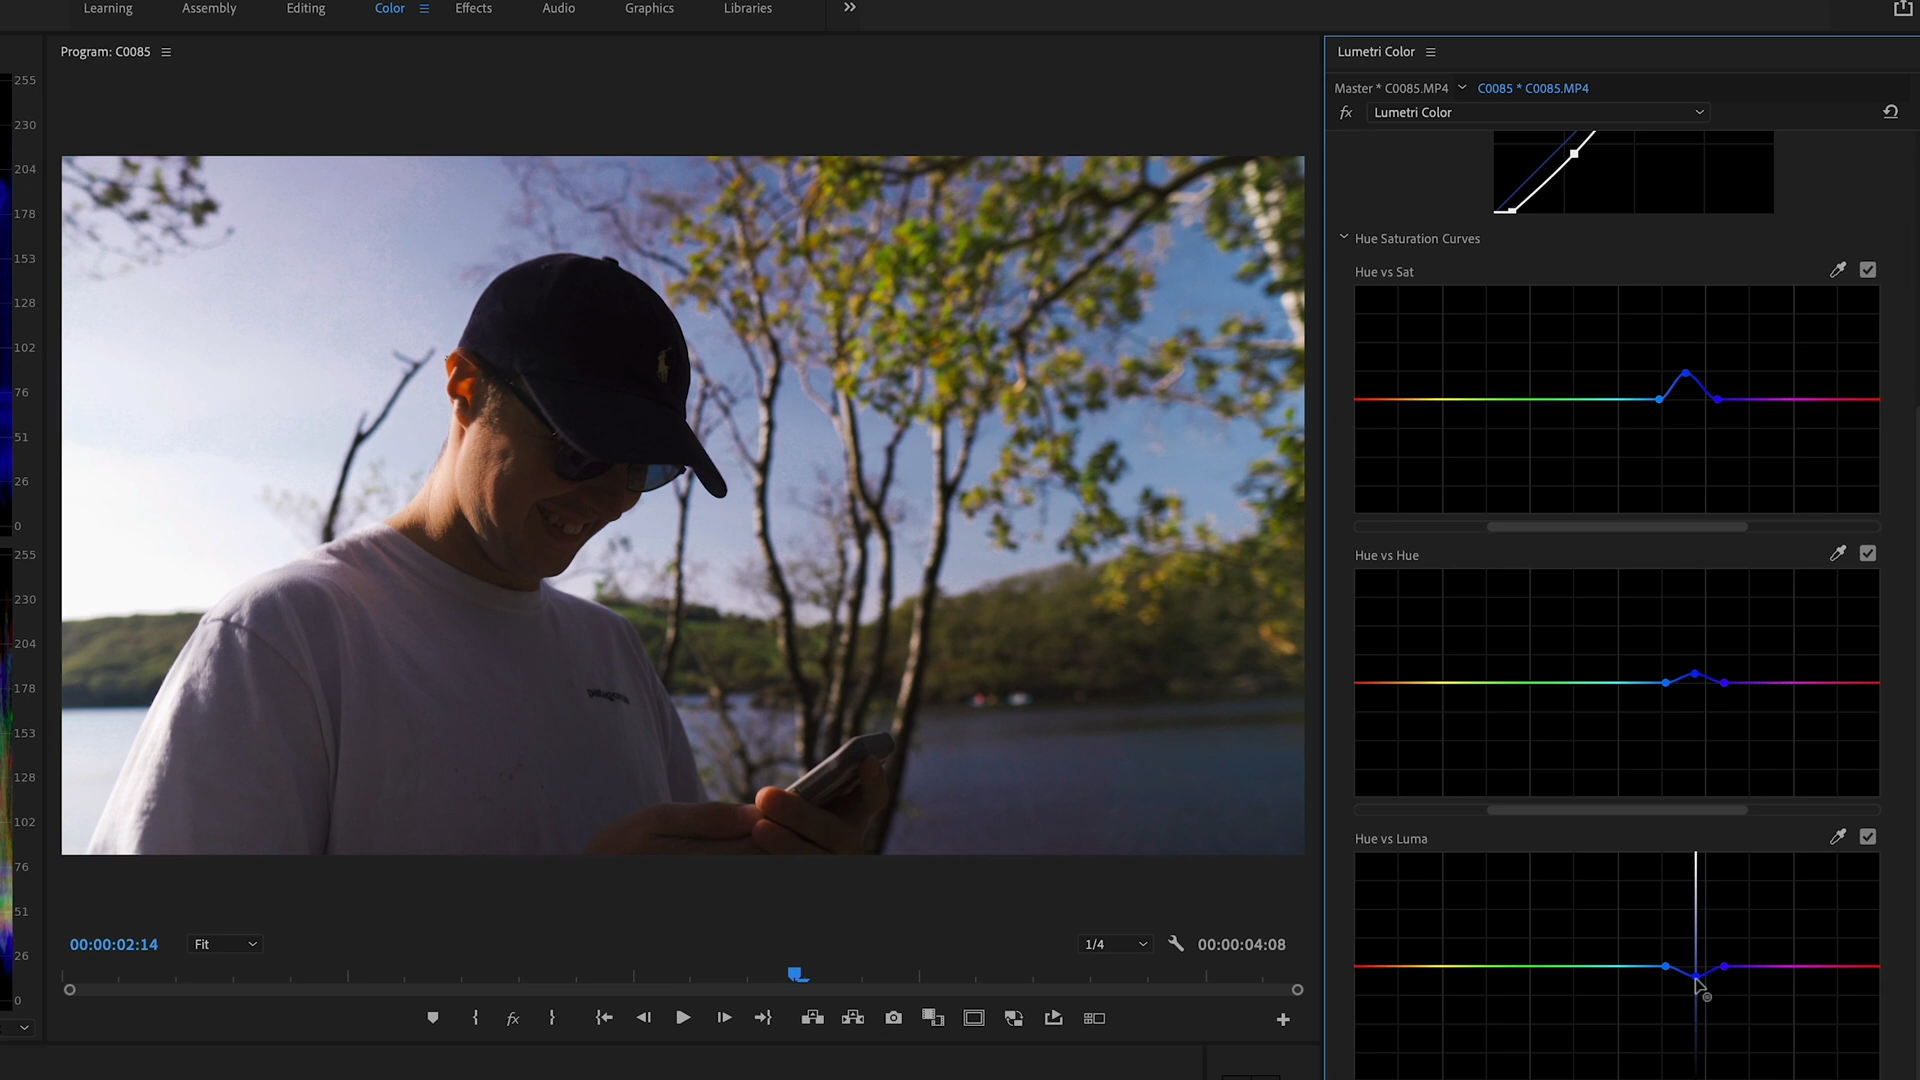 Learning Assembly Editing Color Effects Audio Graphics Libraries
Program: C0085
Lumetri Color
Master * C0085.MP4 C0085 * C0085.MP4
fx Lumetri Color
255
230
204
178
153
128
102
76
51
26
0
255
230
204
178
153
128
102
76
51
26
0
patagonia
Hue Saturation Curves
Hue vs Sat
Hue vs Hue
Hue vs Luma
00:00:02:14 Fit 1/4 00:00:04:08
fx